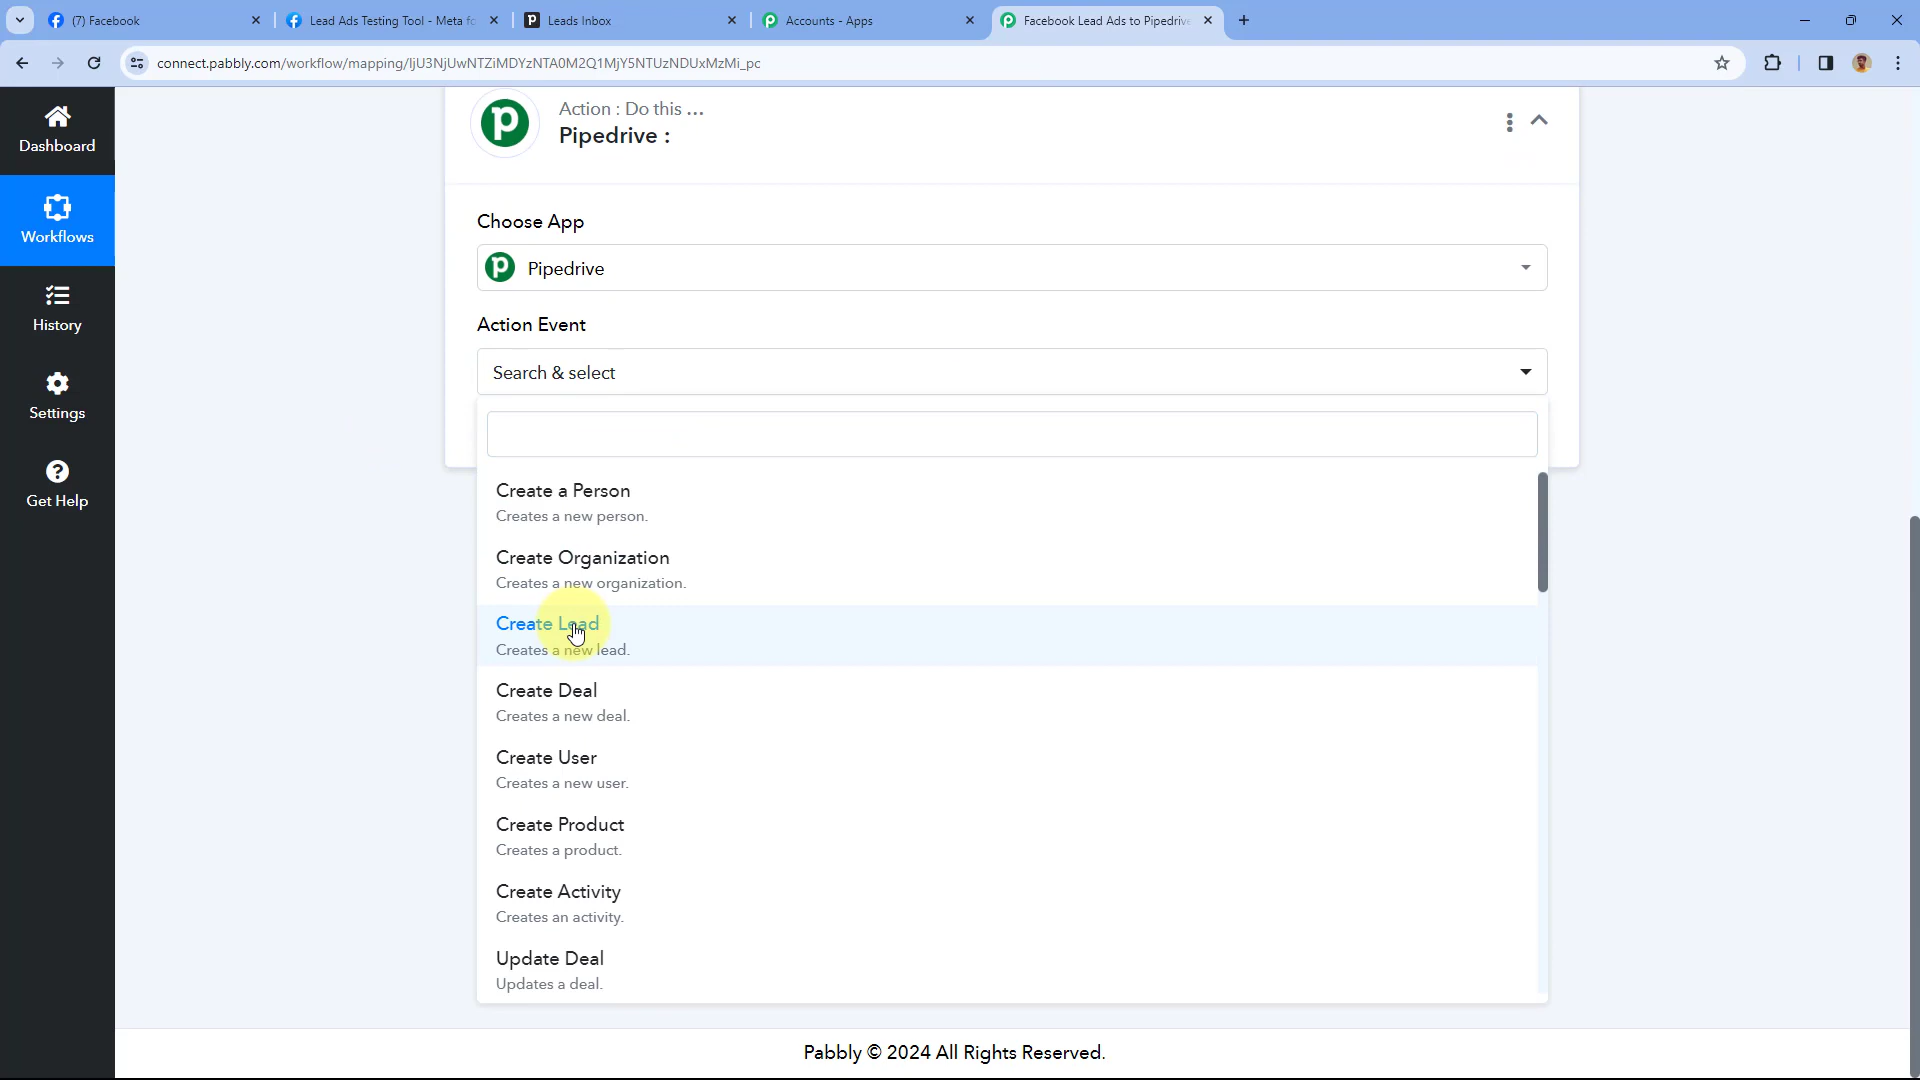 (7) Facebook
Lead Ads Testing Tool - Meta fo
Leads Inbox
Accounts - Apps
Facebook Lead Ads to Pipedrive
connect.pabbly.com/workflow/mapping/IjU3NjUwNTZiMDYzNTA0M2Q1MjY5NTUzNDUxMzMi_pc
Dashboard
Workflows
History
Settings
Get Help
Action : Do this ...
Pipedrive :
Choose App
Pipedrive
Action Event
Search & select
Create a Person
Creates a new person.
Create Organization
Creates a new organization.
Create Lead
Creates a new lead.
Create Deal
Creates a new deal.
Create User
Creates a new user.
Create Product
Creates a product.
Create Activity
Creates an activity.
Update Deal
Updates a deal.
Pabbly © 2024 All Rights Reserved.